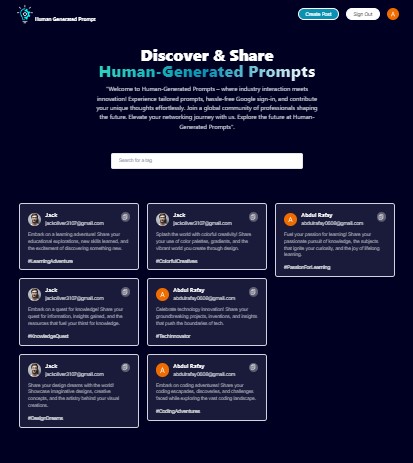 Human Generated Prompt
Create Post
Sign Out
A
Discover & Share
Human-Generated Prompts
"Welcome to Human-Generated Prompts – where industry interaction meets
innovation! Experience tailored prompts, hassle-free Google sign-in, and contribute
your unique thoughts effortlessly. Join a global community of professionals shaping
the future. Elevate your networking journey with us. Explore the future at Human-
Generated Prompts".
Search for a tag
Jack
jackoliver3107@gmail.com
Embark on a learning adventure! Share your
educational explorations, new skills learned, and
the excitement of discovering something new.
#LearningAdventure
Jack
jackoliver3107@gmail.com
Splash the world with colorful creativity! Share
your use of color palettes, gradients, and the
vibrant world you create through design.
#ColorfulCreatives
A
Abdul Rafay
abdulrafay0608@gmail.com
Fuel your passion for learning! Share your
passionate pursuit of knowledge, the subjects
that ignite your curiosity, and the joy of lifelong
learning.
#PassionForLearning
Jack
jackoliver3107@gmail.com
Embark on a quest for knowledge! Share your
quest for information, insights gained, and the
resources that fuel your thirst for knowledge.
#KnowledgeQuest
A
Abdul Rafay
abdulrafay0608@gmail.com
Celebrate technology innovation! Share your
groundbreaking projects, inventions, and insights
that push the boundaries of tech.
#TechInnovator
Jack
jackoliver3107@gmail.com
Share your design dreams with the world!
Showcase imaginative designs, creative
concepts, and the artistry behind your visual
creations.
#DesignDreams
A
Abdul Rafay
abdulrafay0608@gmail.com
Embark on coding adventures! Share your
coding escapades, discoveries, and challenges
faced while exploring the vast coding landscape.
#CodingAdventures